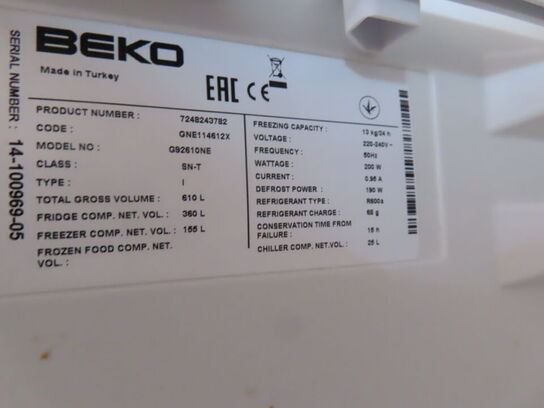 BEKO
Made in Turkey
EAC CE
SERIAL NUMBER : 14-100969-05
PRODUCT NUMBER : 7248243782
CODE : GNE114612X
MODEL NO : G92610NE
CLASS : SN-T
TYPE : I
TOTAL GROSS VOLUME : 610 L
FRIDGE COMP. NET. VOL. : 360 L
FREEZER COMP. NET. VOL. : 155 L
FROZEN FOOD COMP. NET.
VOL. :
FREEZING CAPACITY : 13 kg/24 h
VOLTAGE : 220-240V ~
FREQUENCY : 50Hz
WATTAGE : 200 W
CURRENT : 0,95 A
DEFROST POWER : 190 W
REFRIGERANT TYPE : R600a
REFRIGERANT CHARGE : 68 g
CONSERVATION TIME FROM
FAILURE : 15 h
CHILLER COMP. NET.VOL. : 25 L